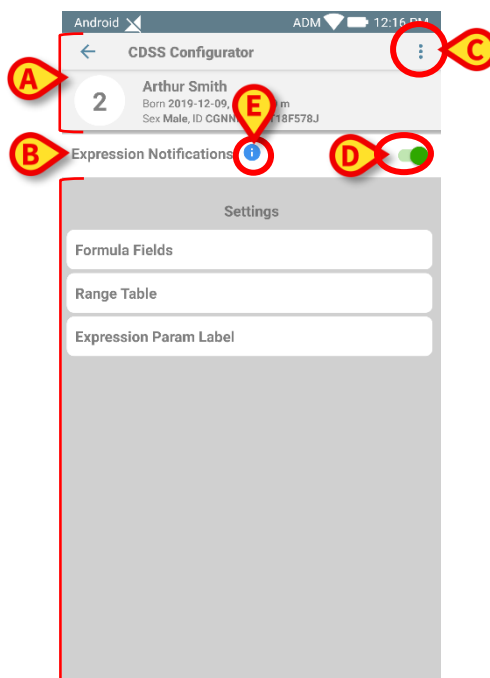 Android ADM 12:16 PM
C
CDSS Configurator
A
2
Arthur Smith
Born 2019-12-09, m
E
Sex Male, ID 18F578J
B
Expression Notifications i
D
Settings
Formula Fields
Range Table
Expression Param Label